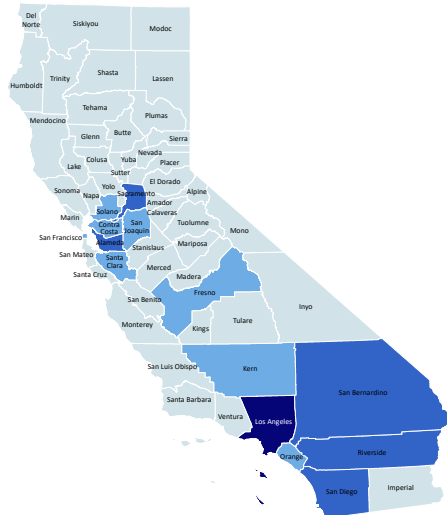 Del
Norte
Siskiyou
Modoc
Humboldt
Trinity
Shasta
Lassen
Tehama
Plumas
Mendocino
Glenn
Butte
Sierra
Nevada
Lake
Colusa
Yuba
Placer
Sutter
El Dorado
Sonoma
Napa
Yolo
Sacramento
Alpine
Amador
Solano
Calaveras
Marin
Contra
Costa
San
Joaquin
Tuolumne
Mono
San Francisco
Alameda
Stanislaus
Mariposa
San Mateo
Santa
Clara
Santa Cruz
Merced
Madera
San Benito
Fresno
Inyo
Monterey
Kings
Tulare
San Luis Obispo
Kern
Santa Barbara
San Bernardino
Ventura
Los Angeles
Orange
Riverside
San Diego
Imperial